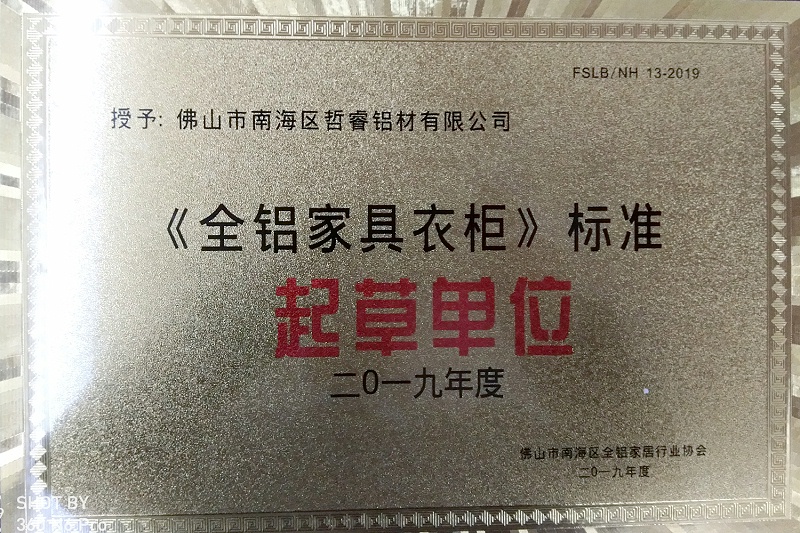 FSLB/NH 13-2019
授予: 佛山市南海区哲睿铝材有限公司
《全铝家具衣柜》标准
起草单位
二0一九年度
佛山市南海区全铝家居行业协会
二0一九年度
SHOT BY